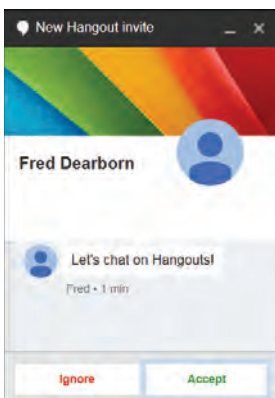 New Hangout invite
Fred Dearborn
Let's chat on Hangouts!
Fred • 1 min
Ignore Accept